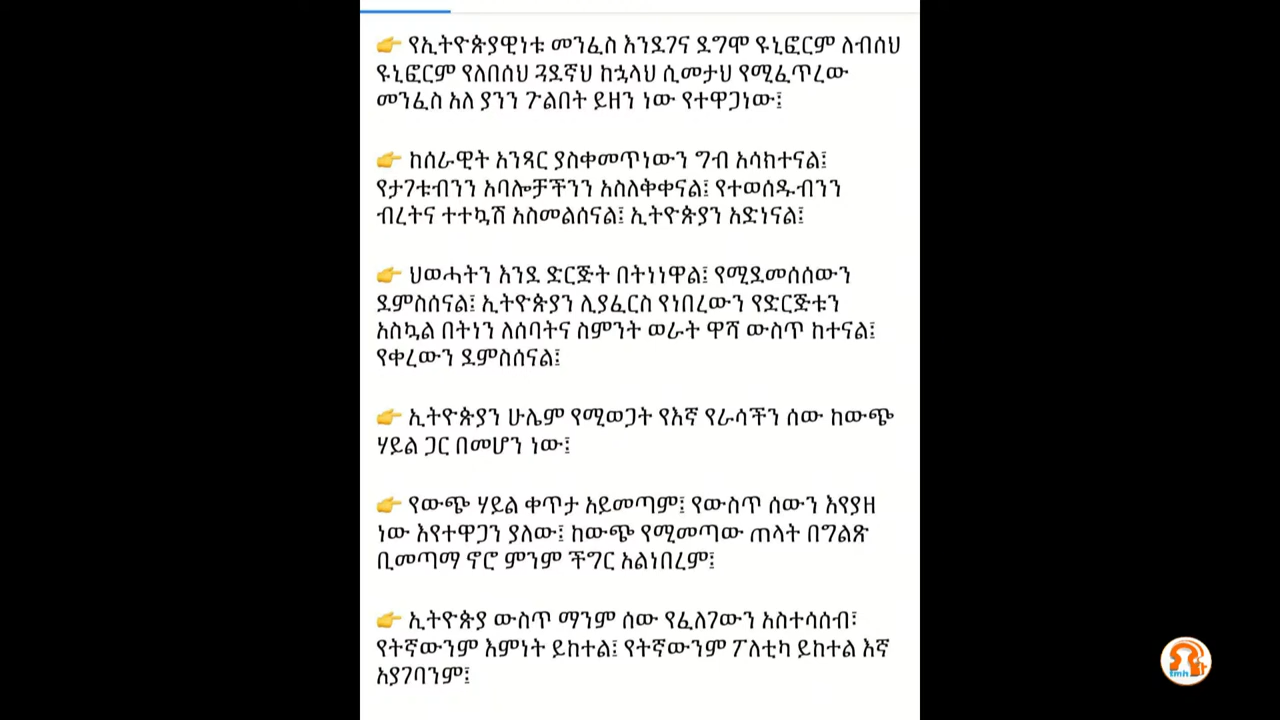 👉 የኢትዮጵያዊነቱ መንፈስ እንደገና ደግሞ ዩኒፎርም ለብሰህ
ዩኒፎርም የለበሰህ ጓደኛህ ከኋላህ ሲመታህ የሚፈጥረው
መንፈስ አለ ያንን ጉልበት ይዘን ነው የተዋጋነው፤
👉 ከሰራዊት አንጻር ያስቀመጥነውን ግብ አሳክተናል፤
የታገቱብንን አባሎቻችንን አስለቅቀናል፤ የተወሰዱብንን
ብረትና ተተኳሽ አስመልሰናል፤ ኢትዮጵያን አድነናል፤
👉 ህወሓትን እንደ ድርጅት በትነነዋል፤ የሚደመሰሰውን
ደምስሰናል፤ ኢትዮጵያን ሊያፈርስ የነበረውን የድርጅቱን
አስኳል በትነን ለሰባትና ስምንት ወራት ዋሻ ውስጥ ከተናል፤
የቀረውን ደምስሰናል፤
👉 ኢትዮጵያን ሁሌም የሚወጋት የእኛ የራሳችን ሰው ከውጭ
ሃይል ጋር በመሆን ነው፤
👉 የውጭ ሃይል ቀጥታ አይመጣም፤ የውስጥ ሰውን እየያዘ
ነው እየተዋጋን ያለው፤ ከውጭ የሚመጣው ጠላት በግልጽ
ቢመጣማ ኖሮ ምንም ችግር አልነበረም፤
👉 ኢትዮጵያ ውስጥ ማንም ሰው የፈለገውን አስተሳሰብ፣
የትኛውንም እምነት ይከተል፤ የትኛውንም ፖለቲካ ይከተል እኛ
አያገባንም፤
tmh